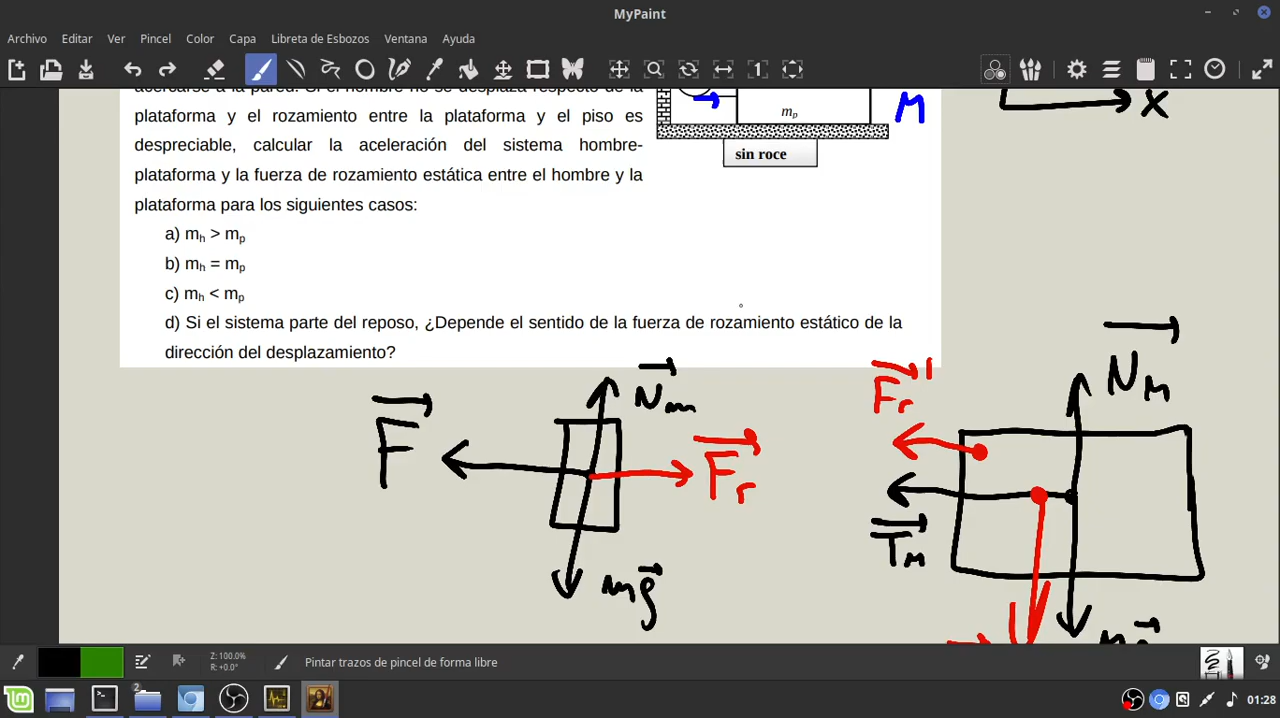 MyPaint
Archivo Editar Ver Pincel Color Capa Libreta de Esbozos Ventana Ayuda
plataforma y el rozamiento entre la plataforma y el piso es
despreciable, calcular la aceleración del sistema hombre-
plataforma y la fuerza de rozamiento estática entre el hombre y la
plataforma para los siguientes casos:
a) mh > mp
b) mh = mp
c) mh < mp
d) Si el sistema parte del reposo, ¿Depende el sentido de la fuerza de rozamiento estático de la
dirección del desplazamiento?
mp
M
sin roce
X
F
Nm
Fr
mg
Fr'
NM
TM
Z: 100.0%
R: +0.0°
Pintar trazos de pincel de forma libre
2
01:28